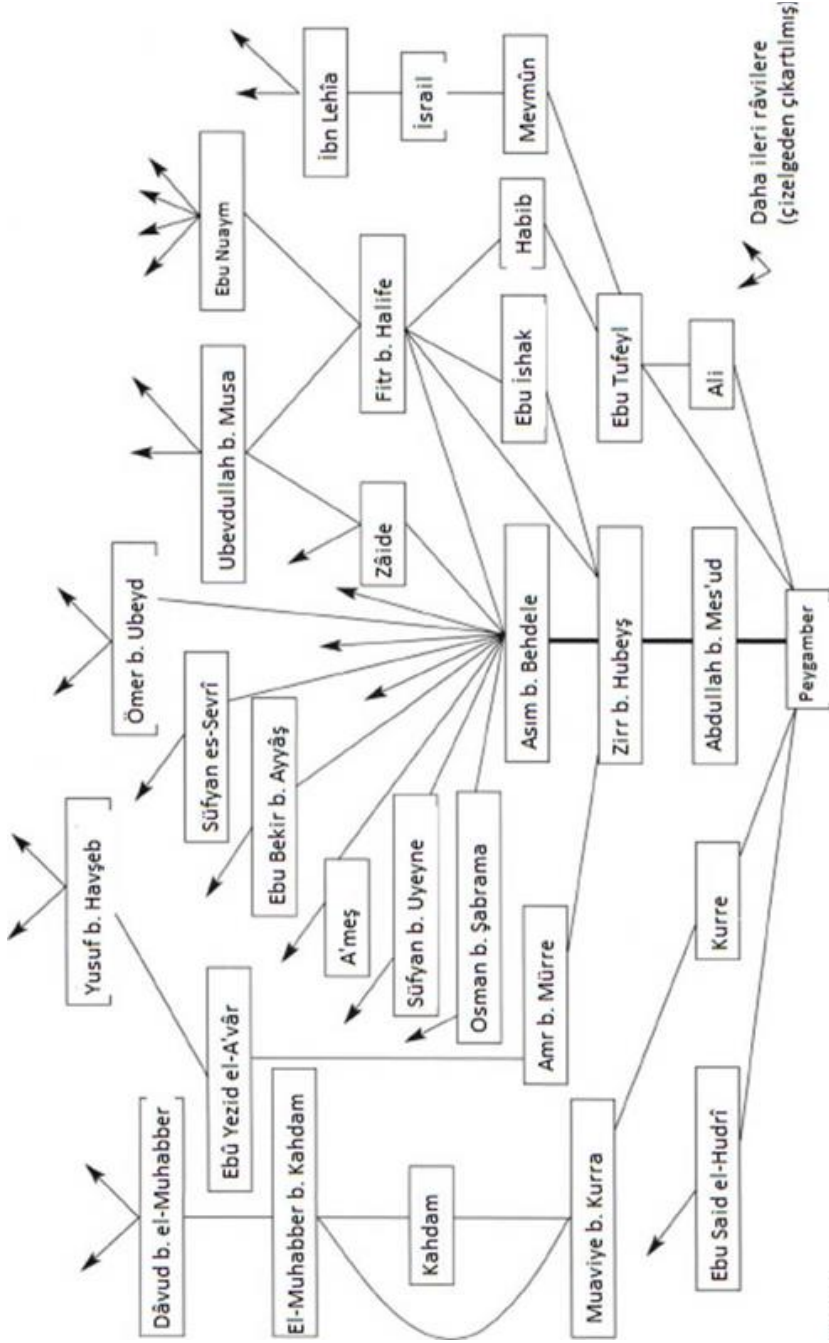 Dâvud b. el-Muhabber
Yusuf b. Havşeb
Ömer b. Ubeyd
Ubevdullah b. Musa
Ebu Nuaym
İbn Lehîa
Ebû Yezid el-A'vâr
Süfyan es-Sevrî
El-Muhabber b. Kahdam
Ebu Bekir b. Ayyâş
Zâide
Fitr b. Halife
İsrail
A'meş
Kahdam
Süfyan b. Uyeyne
Osman b. Şabrama
Amr b. Mürre
Asım b. Behdele
Ebu İshak
Habib
Mevmûn
Muaviye b. Kurra
Zirr b. Hubeyş
Ebu Tufeyl
Ebu Said el-Hudrî
Kurre
Abdullah b. Mes'ud
Ali
Peygamber
Daha ileri râvilere
(çizelgeden çıkartılmış)